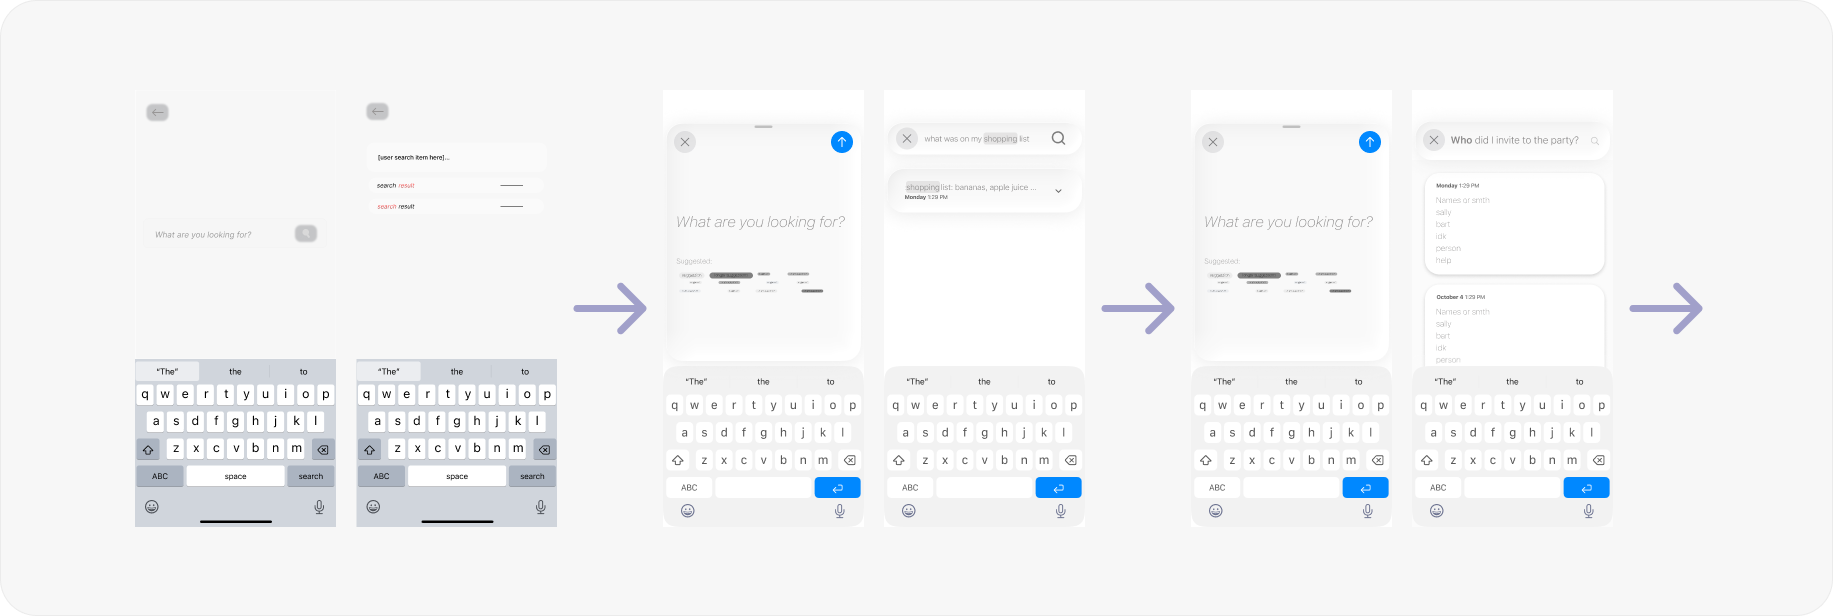 What are you looking for?
“The” the to
q w e r t y u i o p
a s d f g h j k l
z x c v b n m
ABC space search
[user search item here]...
search result
search result
“The” the to
q w e r t y u i o p
a s d f g h j k l
z x c v b n m
ABC space search
What are you looking for?
Suggested:
“The” the to
q w e r t y u i o p
a s d f g h j k l
z x c v b n m
ABC
what was on my shopping list
shopping list: bananas, apple juice ...
Monday 1:29 PM
“The” the to
q w e r t y u i o p
a s d f g h j k l
z x c v b n m
ABC
What are you looking for?
Suggested:
“The” the to
q w e r t y u i o p
a s d f g h j k l
z x c v b n m
ABC
Who did I invite to the party?
Monday 1:29 PM
Names or smth
sally
bert
idk
person
help
October 4 1:29 PM
Names or smth
sally
bert
idk
person
“The” the to
q w e r t y u i o p
a s d f g h j k l
z x c v b n m
ABC